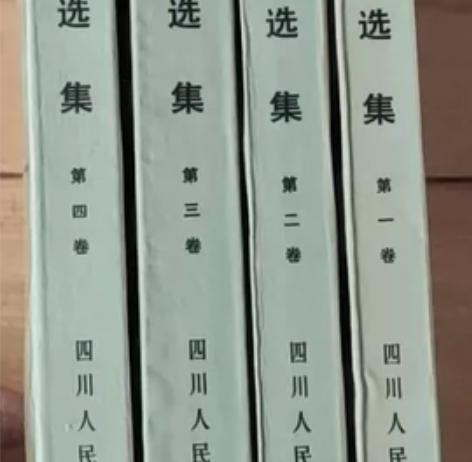 选集 第四卷 四川人民
选集 第三卷 四川人民
选集 第二卷 四川人民
选集 第一卷 四川人民